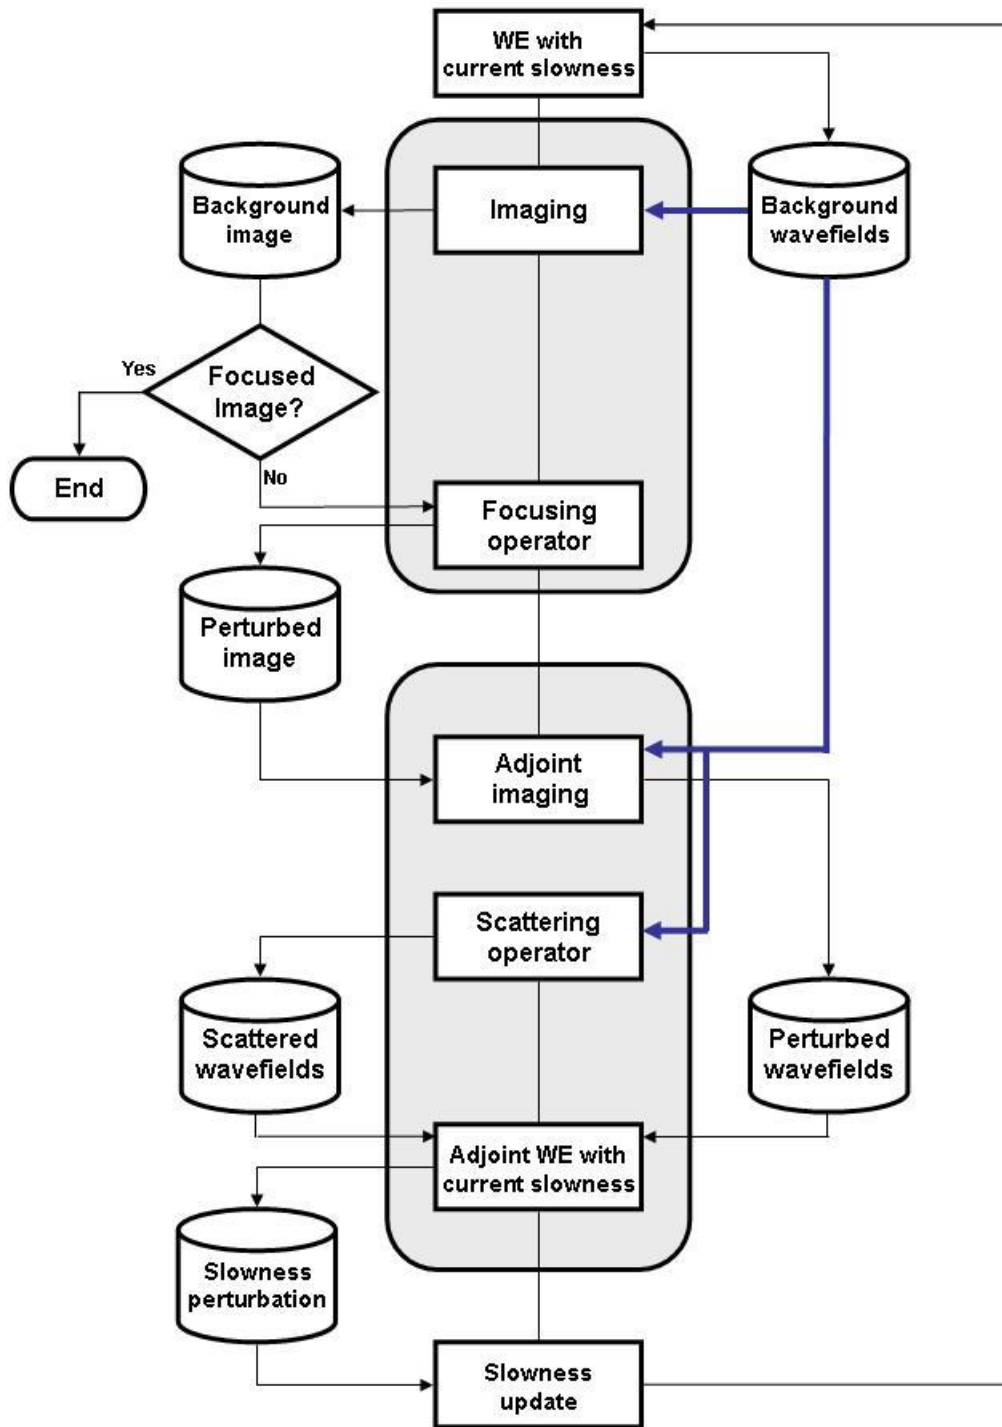 WE with
current slowness
Background
image
Imaging
Background
wavefields
Yes
Focused
Image?
End
No
Focusing
operator
Perturbed
image
Adjoint
imaging
Scattering
operator
Scattered
wavefields
Perturbed
wavefields
Adjoint WE with
current slowness
Slowness
perturbation
Slowness
update